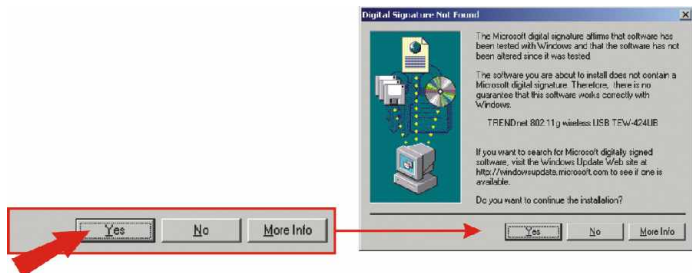 Digital Signature Not Found
The Microsoft digital signature affirms that software has
been tested with Windows and that the software has not
been altered since it was tested.
The software you are about to install does not contain a
Microsoft digital signature. Therefore, there is no
guarantee that this software works correctly with
Windows.
TRENDnet 802.11g wireless USB TEW-424UB
If you want to search for Microsoft digitally signed
software, visit the Windows Update Web site at
http://windowsupdate.microsoft.com to see if one is
available.
Do you want to continue the installation?
Yes No More Info
Yes No More Info